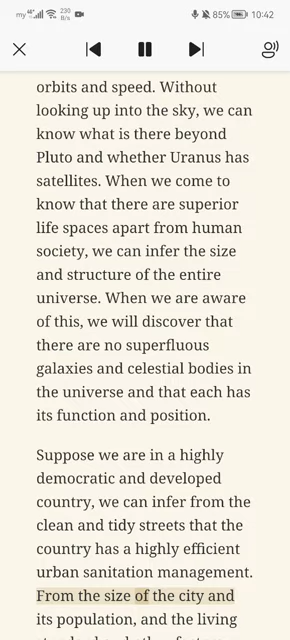 my 4G 230 B/s 85% 10:42
orbits and speed. Without
looking up into the sky, we can
know what is there beyond
Pluto and whether Uranus has
satellites. When we come to
know that there are superior
life spaces apart from human
society, we can infer the size
and structure of the entire
universe. When we are aware
of this, we will discover that
there are no superfluous
galaxies and celestial bodies in
the universe and that each has
its function and position.
Suppose we are in a highly
democratic and developed
country, we can infer from the
clean and tidy streets that the
country has a highly efficient
urban sanitation management.
From the size of the city and
its population, and the living